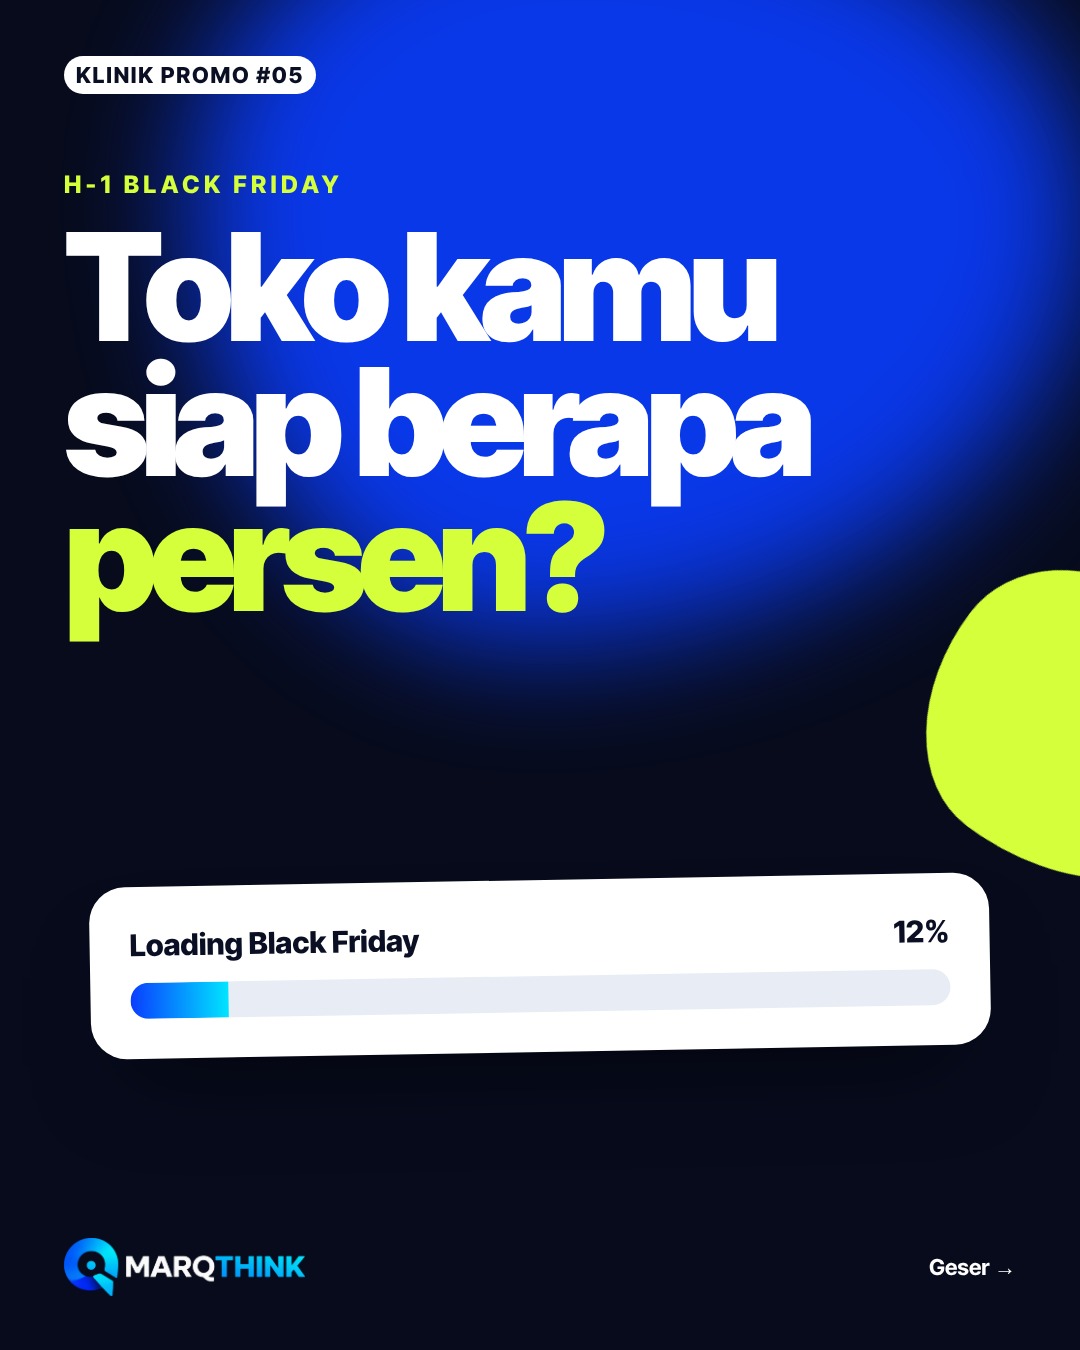 KLINIK PROMO #05
H-1 BLACK FRIDAY
Toko kamu
siap berapa
persen?
Loading Black Friday 12%
MARQTHINK
Geser →